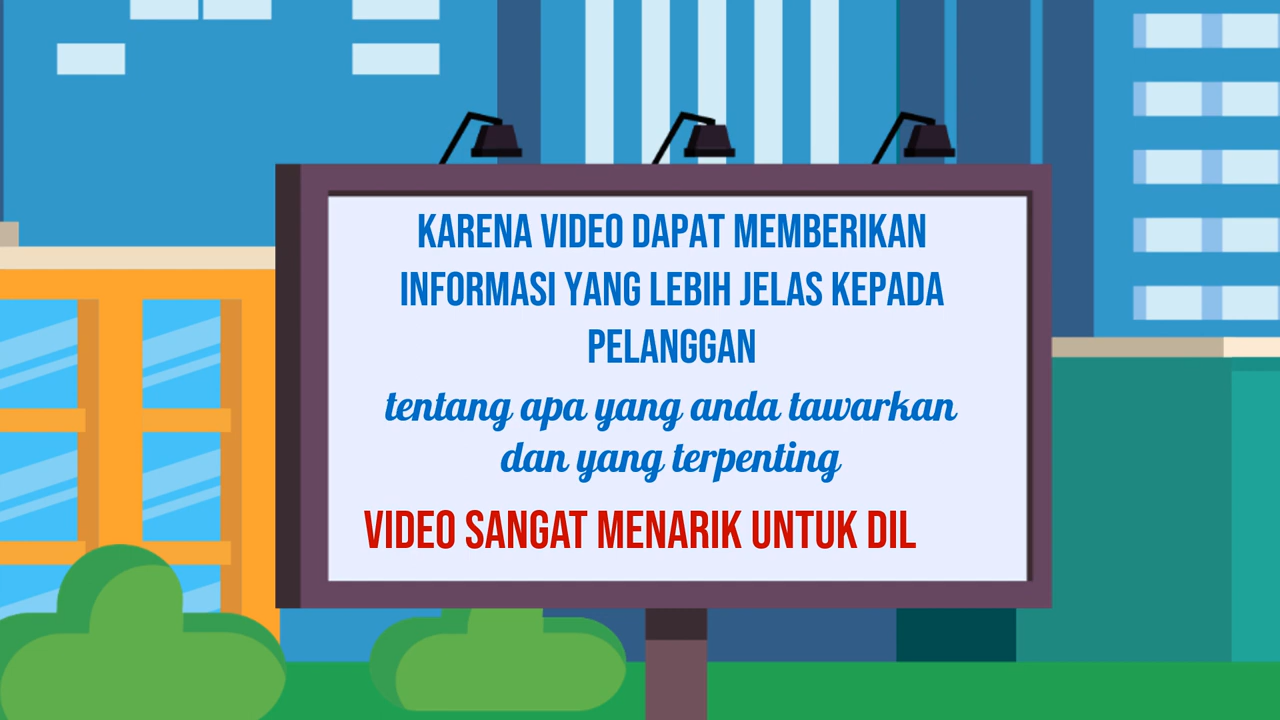 KARENA VIDEO DAPAT MEMBERIKAN
INFORMASI YANG LEBIH JELAS KEPADA
PELANGGAN
tentang apa yang anda tawarkan
dan yang terpenting
VIDEO SANGAT MENARIK UNTUK DIL